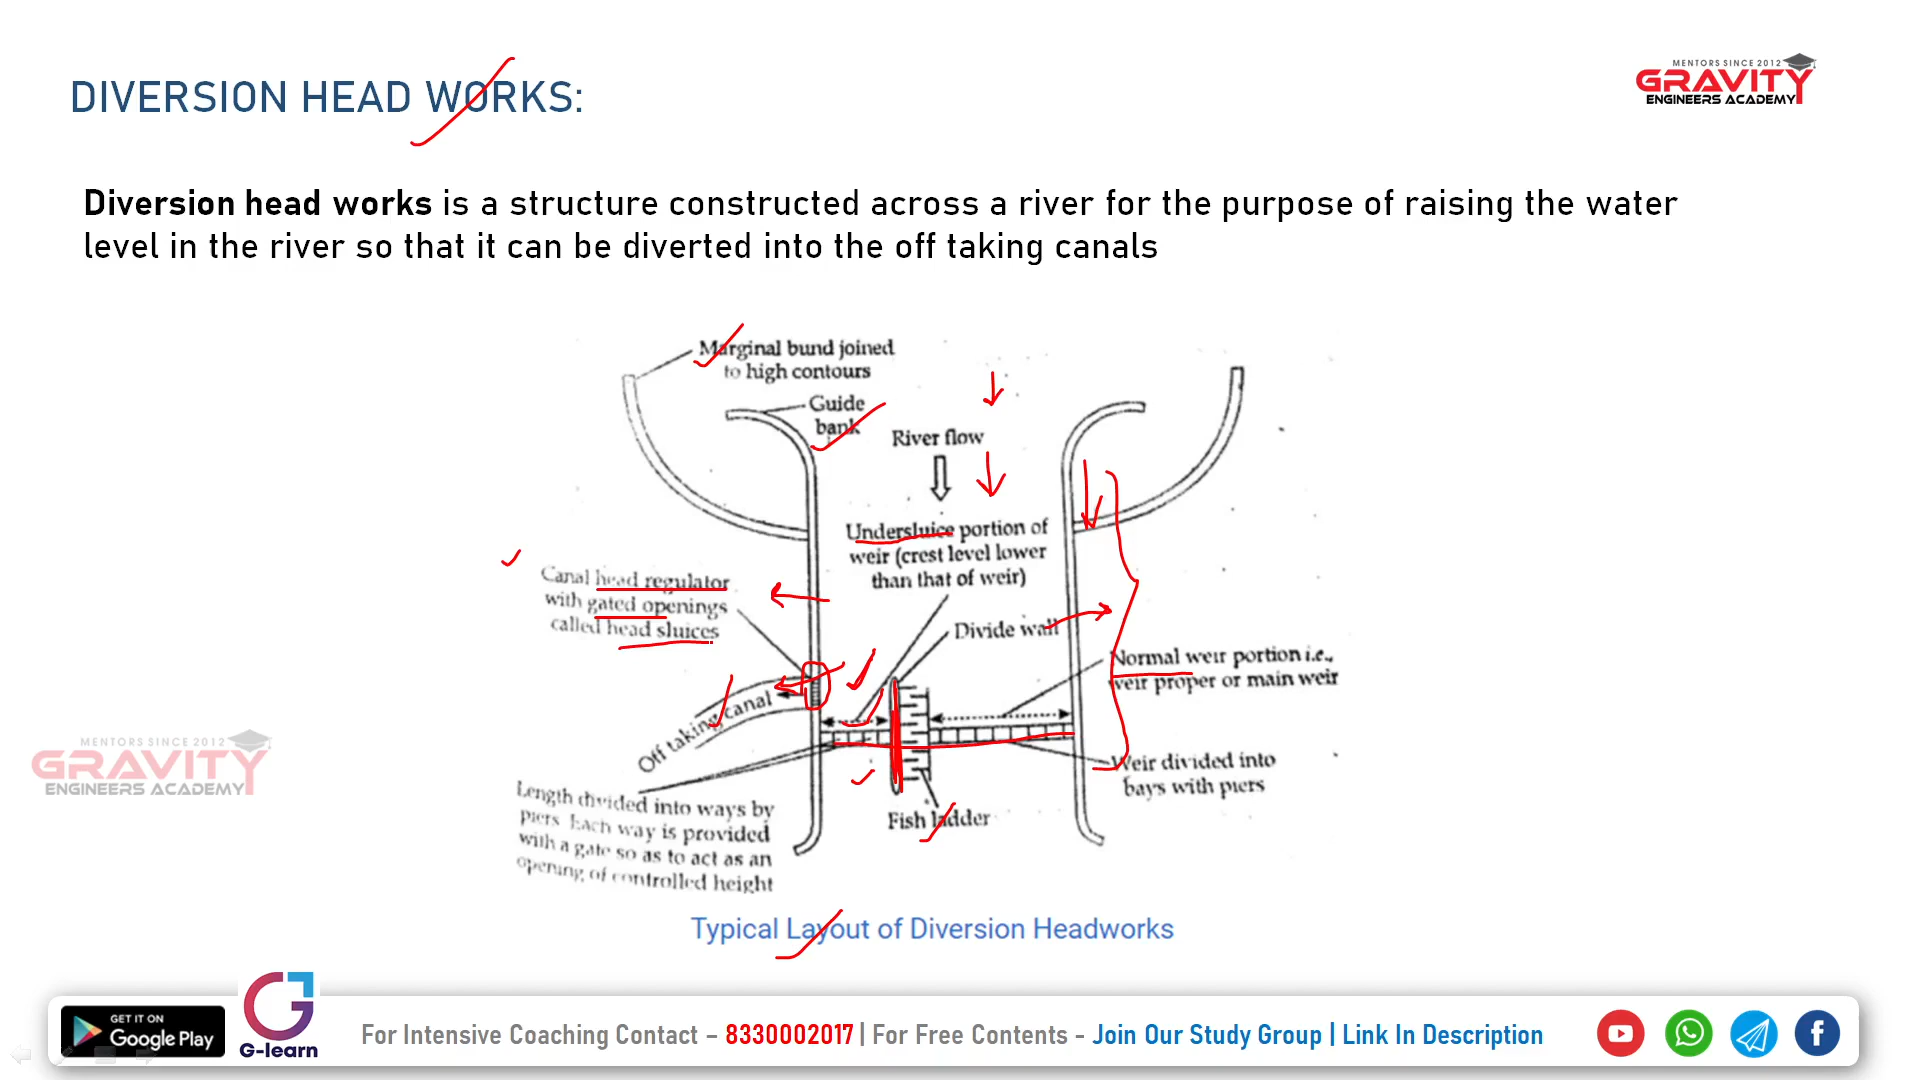 DIVERSION HEAD WORKS:
MENTORS SINCE 2012
GRAVITY
ENGINEERS ACADEMY
Diversion head works is a structure constructed across a river for the purpose of raising the water
level in the river so that it can be diverted into the off taking canals
Marginal bund joined
to high contours
Guide
bank
River flow
Undersluice portion of
weir (crest level lower
than that of weir)
Canal head regulator
with gated openings
called head sluices
Divide wall
Normal weir portion i.e.,
weir proper or main weir
Off taking canal
Weir divided into
bays with piers
Fish ladder
Length divided into ways by
piers. Each way is provided
with a gate so as to act as an
opening of controlled height
MENTORS SINCE 2012
GRAVITY
ENGINEERS ACADEMY
Typical Layout of Diversion Headworks
GET IT ON
Google Play
G-learn
For Intensive Coaching Contact – 8330002017 | For Free Contents - Join Our Study Group | Link In Description